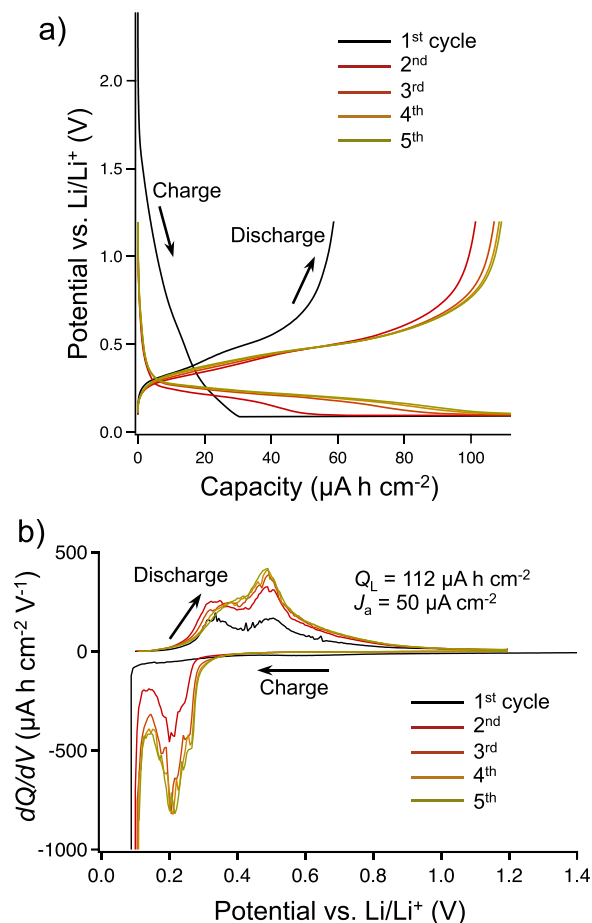 a)
1st cycle
2nd
3rd
4th
5th
Charge
Discharge
2.0
1.5
1.0
0.5
0.0
Potential vs. Li/Li+ (V)
0
20
40
60
80
100
Capacity (µA h cm-2)
b)
Discharge
QL = 112 µA h cm-2
Ja = 50 µA cm-2
Charge
1st cycle
2nd
3rd
4th
5th
500
0
-500
-1000
dQ/dV
(µA h cm-2 V-1)
0.0
0.2
0.4
0.6
0.8
1.0
1.2
1.4
Potential vs. Li/Li+ (V)